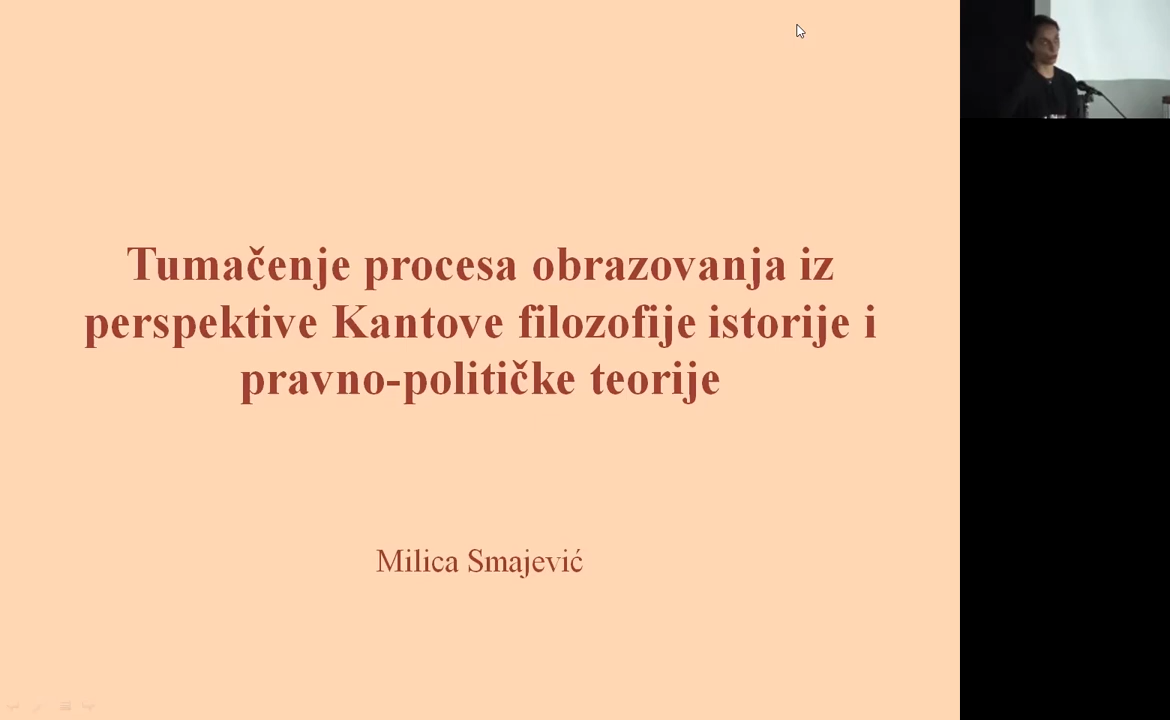 Tumačenje procesa obrazovanja iz
perspektive Kantove filozofije istorije i
pravno-političke teorije
Milica Smajević